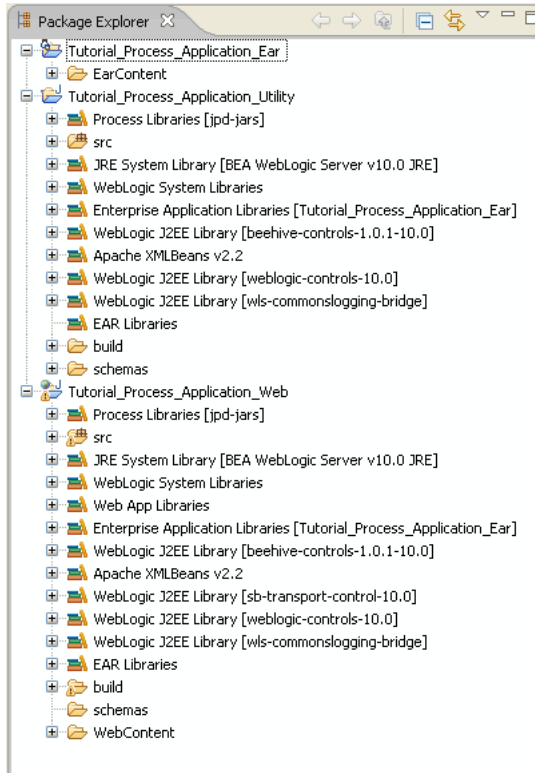 Package Explorer
Tutorial_Process_Application_Ear
EarContent
Tutorial_Process_Application_Utility
Process Libraries [jpd-jars]
src
JRE System Library [BEA WebLogic Server v10.0 JRE]
WebLogic System Libraries
Enterprise Application Libraries [Tutorial_Process_Application_Ear]
WebLogic J2EE Library [beehive-controls-1.0.1-10.0]
Apache XMLBeans v2.2
WebLogic J2EE Library [weblogic-controls-10.0]
WebLogic J2EE Library [wls-commonslogging-bridge]
EAR Libraries
build
schemas
Tutorial_Process_Application_Web
Process Libraries [jpd-jars]
src
JRE System Library [BEA WebLogic Server v10.0 JRE]
WebLogic System Libraries
Web App Libraries
Enterprise Application Libraries [Tutorial_Process_Application_Ear]
WebLogic J2EE Library [beehive-controls-1.0.1-10.0]
Apache XMLBeans v2.2
WebLogic J2EE Library [sb-transport-control-10.0]
WebLogic J2EE Library [weblogic-controls-10.0]
WebLogic J2EE Library [wls-commonslogging-bridge]
EAR Libraries
build
schemas
WebContent